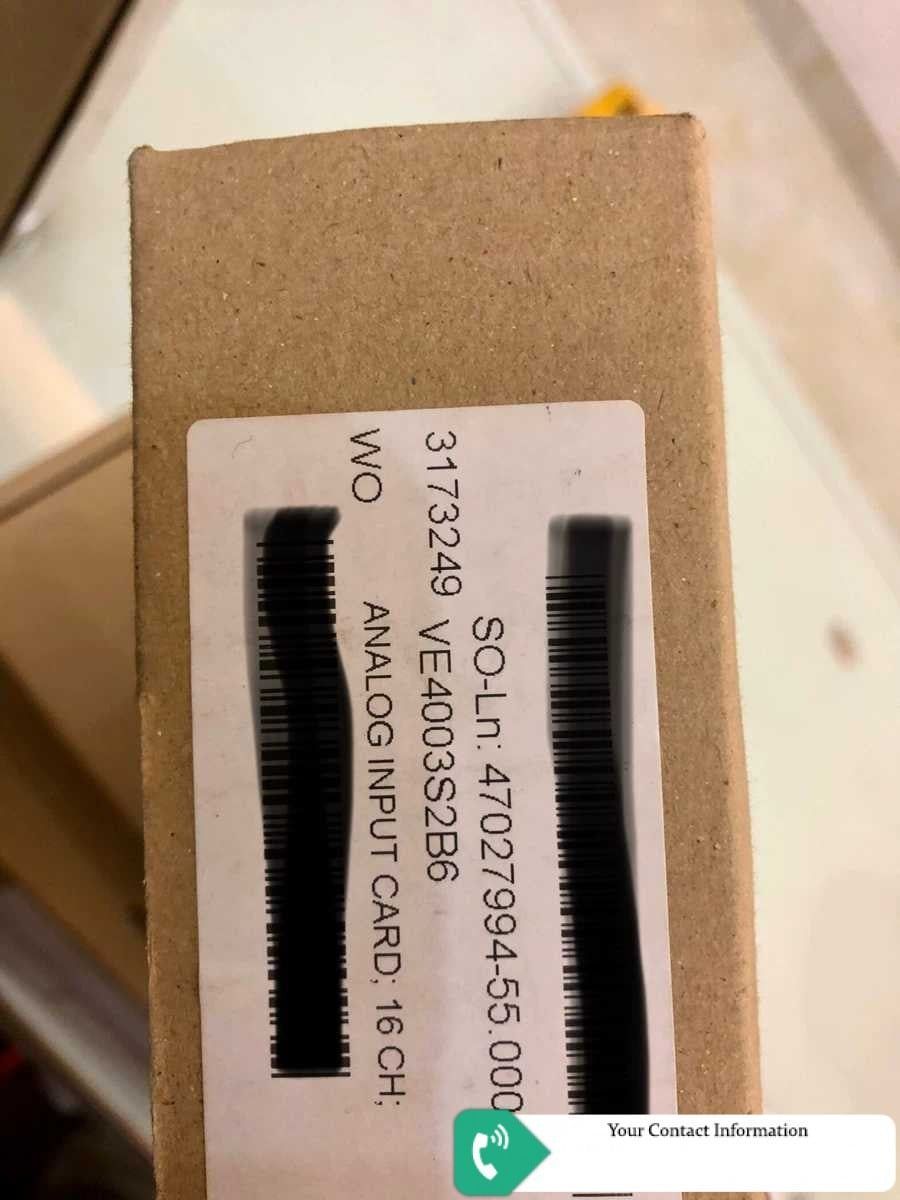 SO-Ln: 47027994-55.000
3173249 VE4003S2B6
WO ANALOG INPUT CARD; 16 CH;
Your Contact Information